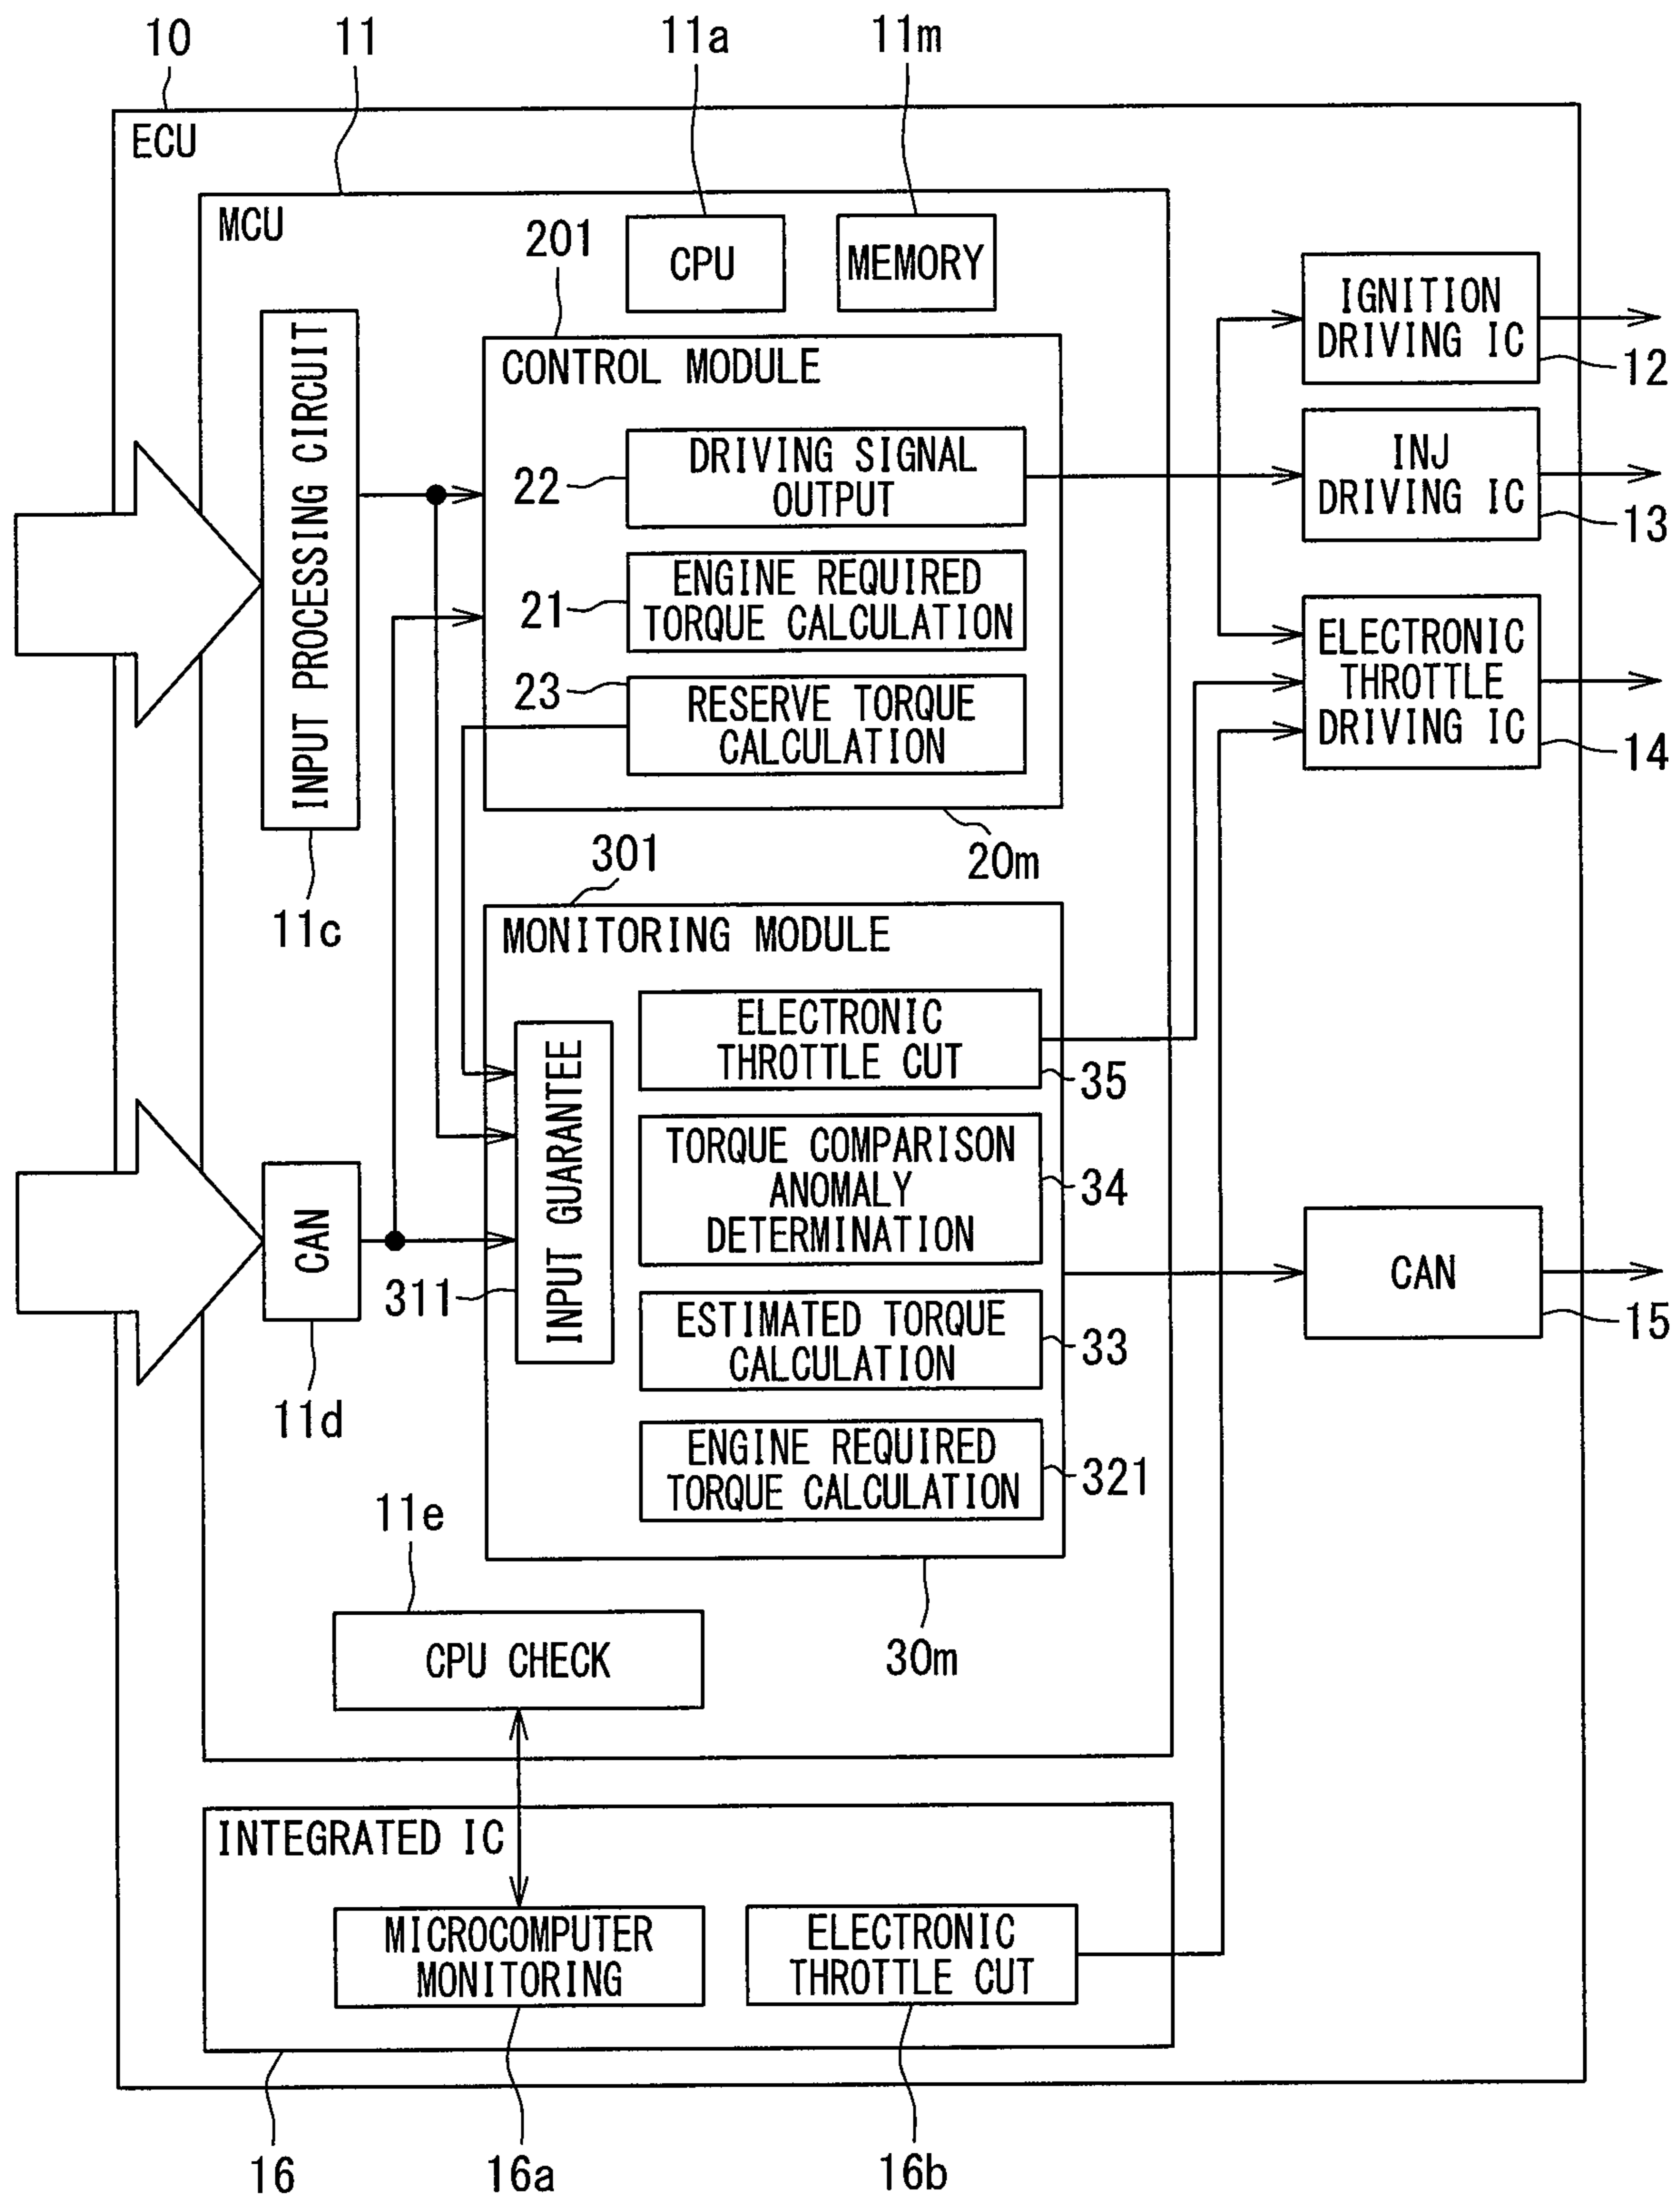 10
11
11a
11m
ECU
MCU
201
CPU
MEMORY
IGNITION
DRIVING IC
12
INPUT PROCESSING CIRCUIT
11c
CONTROL MODULE
22
DRIVING SIGNAL
OUTPUT
INJ
DRIVING IC
13
21
ENGINE REQUIRED
TORQUE CALCULATION
23
RESERVE TORQUE
CALCULATION
ELECTRONIC
THROTTLE
DRIVING IC
14
20m
301
MONITORING MODULE
INPUT GUARANTEE
311
ELECTRONIC
THROTTLE CUT
35
TORQUE COMPARISON
ANOMALY
DETERMINATION
34
CAN
11d
CAN
15
ESTIMATED TORQUE
CALCULATION
33
ENGINE REQUIRED
TORQUE CALCULATION
321
11e
CPU CHECK
30m
INTEGRATED IC
MICROCOMPUTER
MONITORING
ELECTRONIC
THROTTLE CUT
16
16a
16b